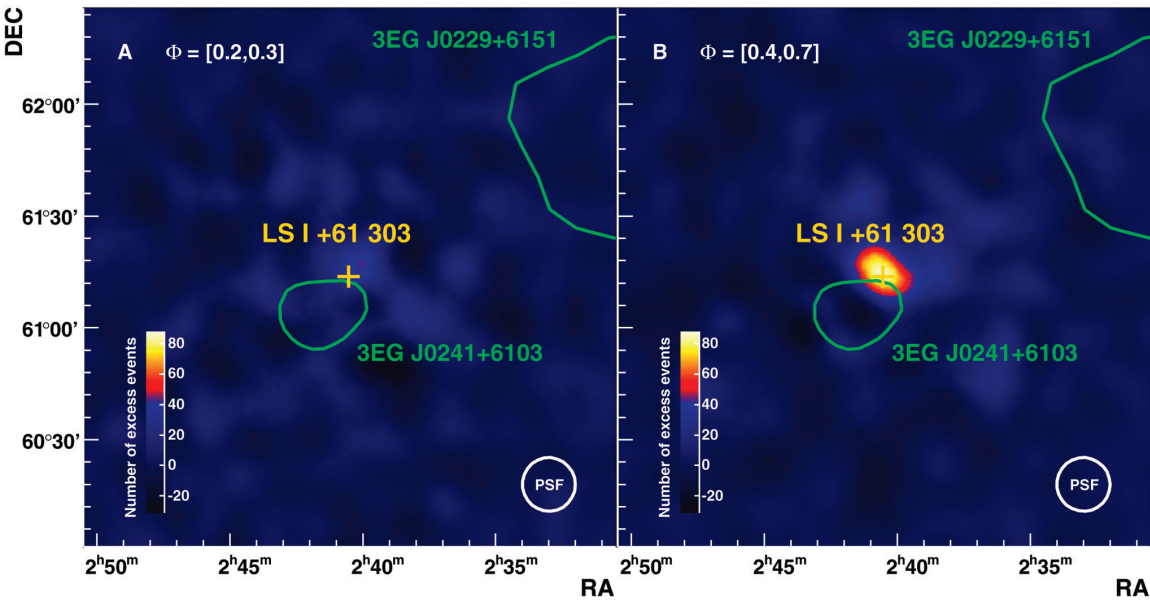 DEC
A Φ = [0.2,0.3]
3EG J0229+6151
62°00’
61°30’
61°00’
60°30’
LS I +61 303
3EG J0241+6103
Number of excess events
80
60
40
20
0
-20
PSF
2ʰ50ᵐ 2ʰ45ᵐ 2ʰ40ᵐ 2ʰ35ᵐ
RA
B Φ = [0.4,0.7]
3EG J0229+6151
LS I +61 303
3EG J0241+6103
Number of excess events
80
60
40
20
0
-20
PSF
2ʰ50ᵐ 2ʰ45ᵐ 2ʰ40ᵐ 2ʰ35ᵐ
RA